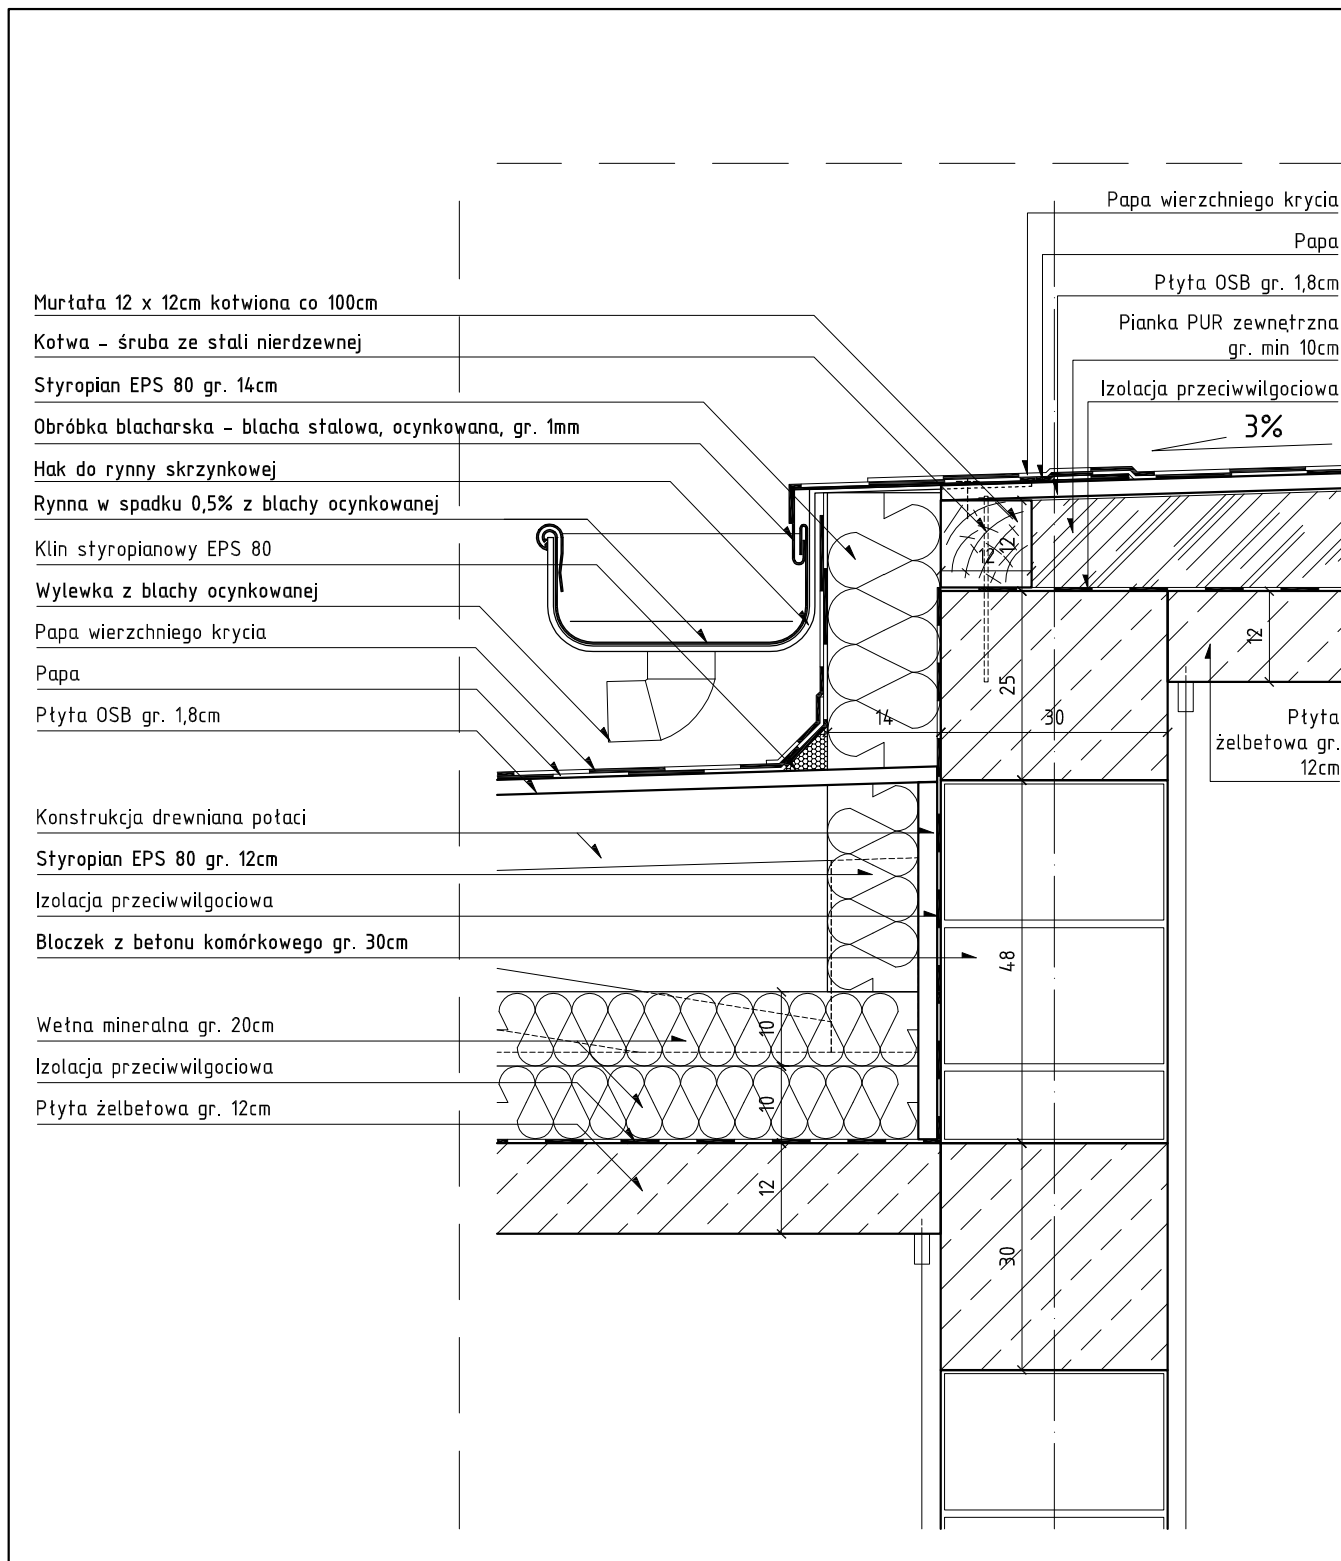 Papa wierzchniego krycia
Papa
Płyta OSB gr. 1,8cm
Pianka PUR zewnętrzna
gr. min 10cm
Izolacja przeciwwilgociowa
3%
Murłata 12 x 12cm kotwiona co 100cm
Kotwa - śruba ze stali nierdzewnej
Styropian EPS 80 gr. 14cm
Obróbka blacharska - blacha stalowa, ocynkowana, gr. 1mm
Hak do rynny skrzynkowej
Rynna w spadku 0,5% z blachy ocynkowanej
Klin styropianowy EPS 80
Wylewka z blachy ocynkowanej
Papa wierzchniego krycia
Papa
Płyta OSB gr. 1,8cm
Konstrukcja drewniana połaci
Styropian EPS 80 gr. 12cm
Izolacja przeciwwilgociowa
Bloczek z betonu komórkowego gr. 30cm
Wełna mineralna gr. 20cm
Izolacja przeciwwilgociowa
Płyta żelbetowa gr. 12cm
12
12
12
25
14
30
Płyta
żelbetowa gr.
12cm
48
10
10
12
30